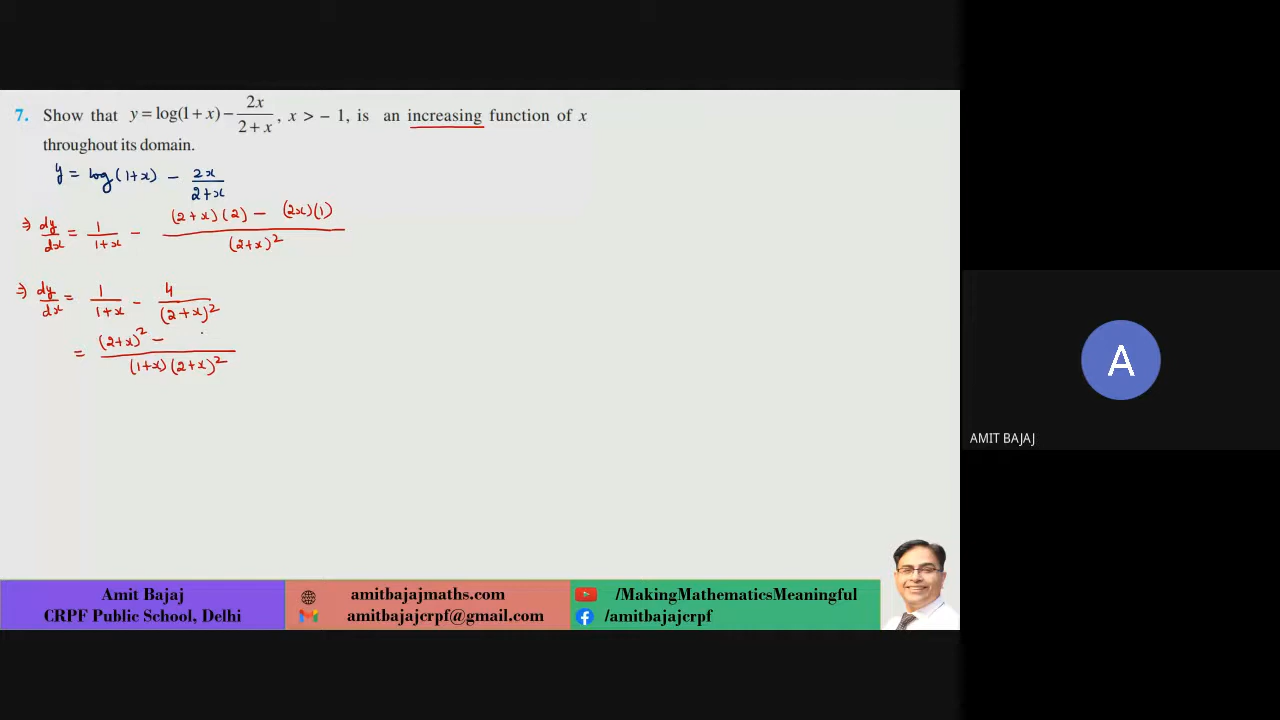 7. Show that y = log(1 + x) − 2x/(2 + x), x > − 1, is an increasing function of x
throughout its domain.
y = log(1+x) − 2x/(2+x)
⇒ dy/dx = 1/(1+x) − ((2+x)(2) − (2x)(1))/(2+x)²
⇒ dy/dx = 1/(1+x) − 4/(2+x)²
= ((2+x)² −)/((1+x)(2+x)²)
A
AMIT BAJAJ
Amit Bajaj
CRPF Public School, Delhi
amitbajajmaths.com
amitbajajcrpf@gmail.com
/MakingMathematicsMeaningful
/amitbajajcrpf